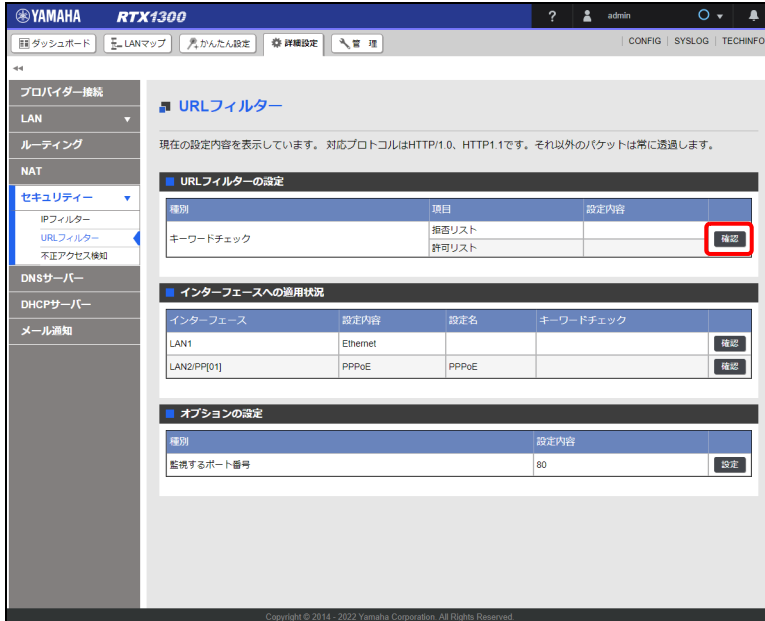 YAMAHA RTX1300 ? admin
ダッシュボード LANマップ かんたん設定 詳細設定 管 理 CONFIG SYSLOG TECHINFO
プロバイダー接続
LAN
ルーティング
NAT
セキュリティー
IPフィルター
URLフィルター
不正アクセス検知
DNSサーバー
DHCPサーバー
メール通知
URLフィルター
現在の設定内容を表示しています。 対応プロトコルはHTTP/1.0、HTTP1.1です。それ以外のパケットは常に透過します。
URLフィルターの設定
種別 項目 設定内容
キーワードチェック 拒否リスト 確認
許可リスト
インターフェースへの適用状況
インターフェース 設定内容 設定名 キーワードチェック
LAN1 Ethernet 確認
LAN2/PP[01] PPPoE PPPoE 確認
オプションの設定
種別 設定内容
監視するポート番号 80 設定
Copyright © 2014 - 2022 Yamaha Corporation. All Rights Reserved.